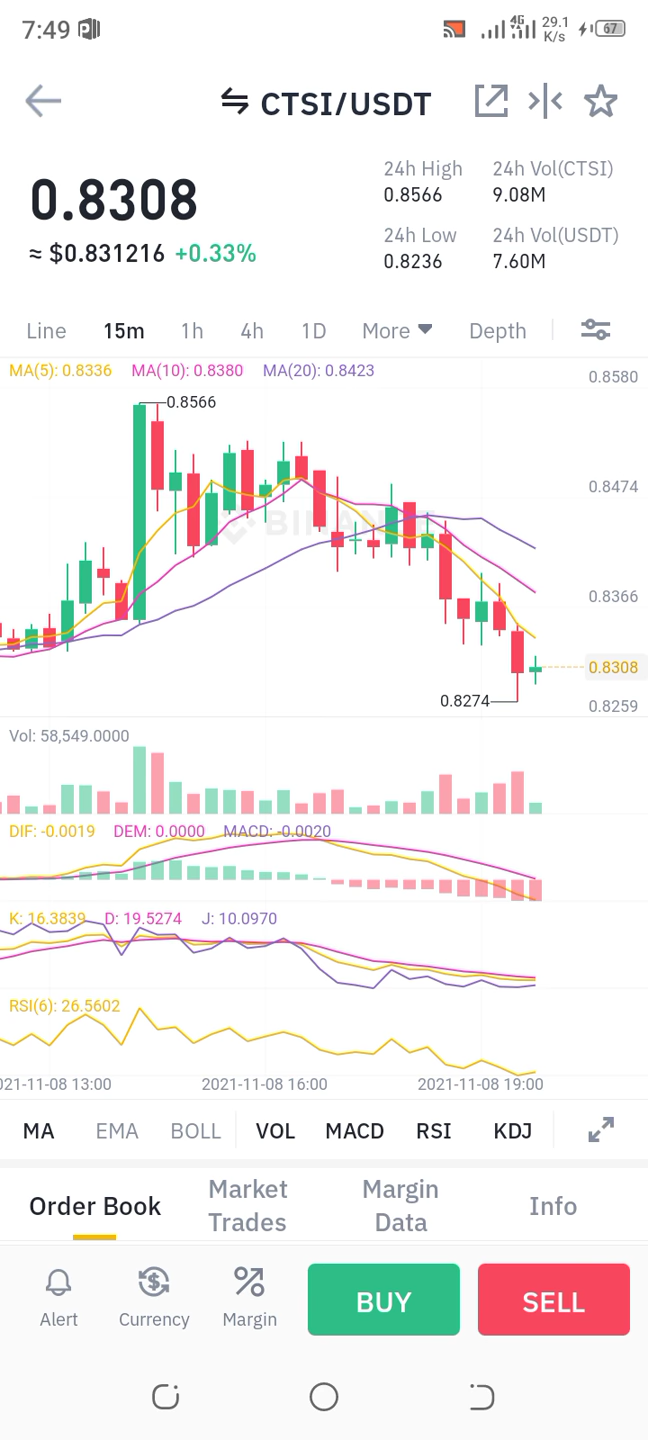 7:49 4G 29.1 K/s 67
CTSI/USDT
0.8308
≈ $0.831216 +0.33%
24h High 24h Vol(CTSI)
0.8566 9.08M
24h Low 24h Vol(USDT)
0.8236 7.60M
Line 15m 1h 4h 1D More Depth
MA(5): 0.8336 MA(10): 0.8380 MA(20): 0.8423
0.8580
0.8566
0.8474
BINANCE
0.8366
0.8308
0.8274
0.8259
Vol: 58,549.0000
DIF: -0.0019 DEM: 0.0000 MACD: -0.0020
K: 16.3839 D: 19.5274 J: 10.0970
RSI(6): 26.5602
021-11-08 13:00 2021-11-08 16:00 2021-11-08 19:00
MA EMA BOLL VOL MACD RSI KDJ
Order Book
Market Trades
Margin Data
Info
Alert Currency Margin BUY SELL